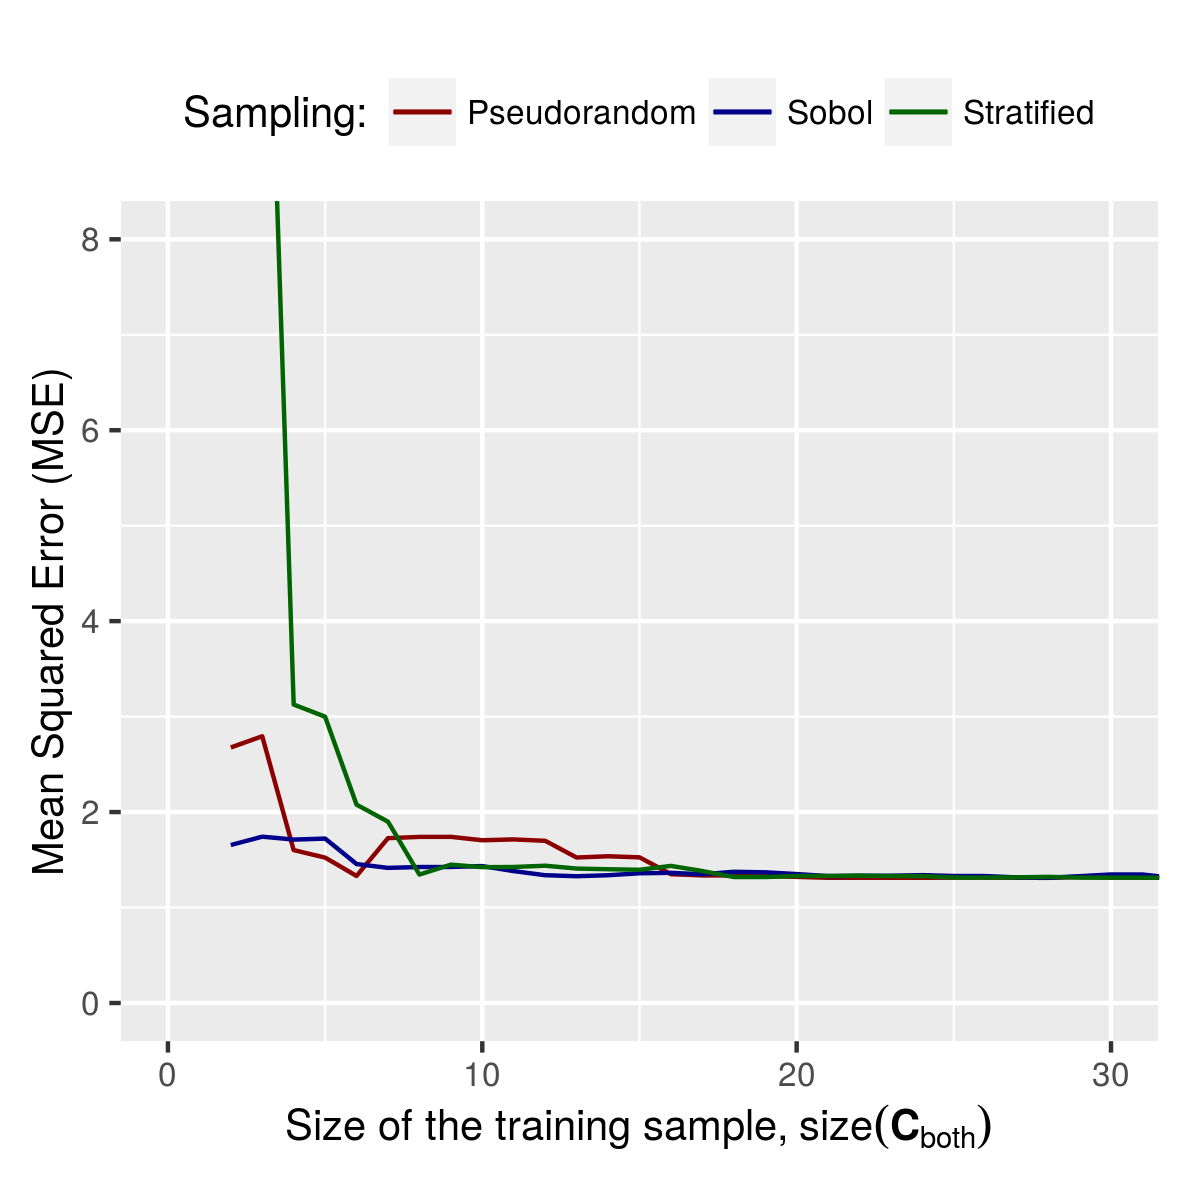 Sampling: Pseudorandom Sobol Stratified
8
6
4
2
0
Mean Squared Error (MSE)
0 10 20 30
Size of the training sample, size(C_both)